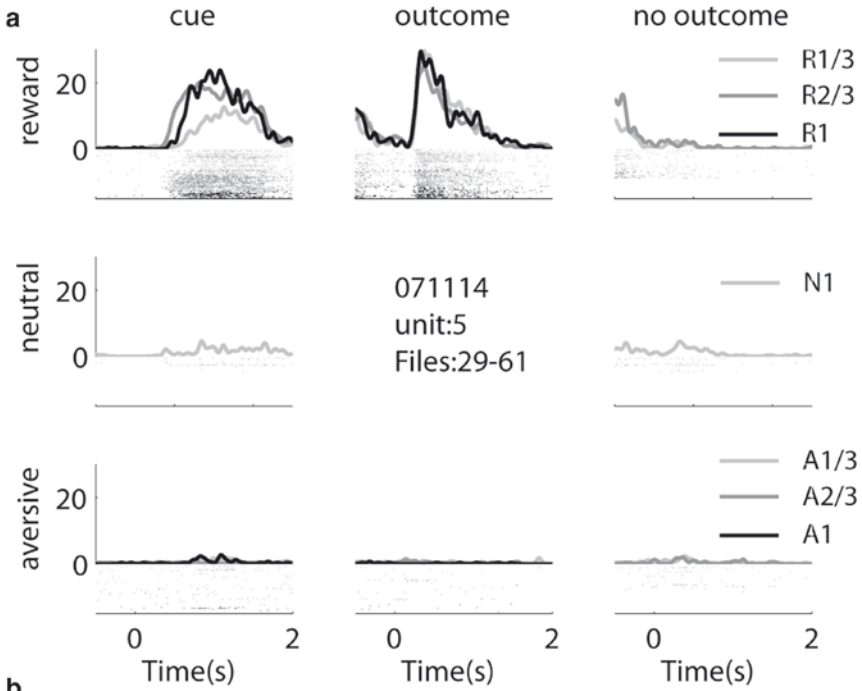 a
cue outcome no outcome
reward
20
0
R1/3
R2/3
R1
neutral
20
0
071114
unit:5
Files:29-61
N1
aversive
20
0
A1/3
A2/3
A1
0 2 0 2 0 2
Time(s) Time(s) Time(s)
b